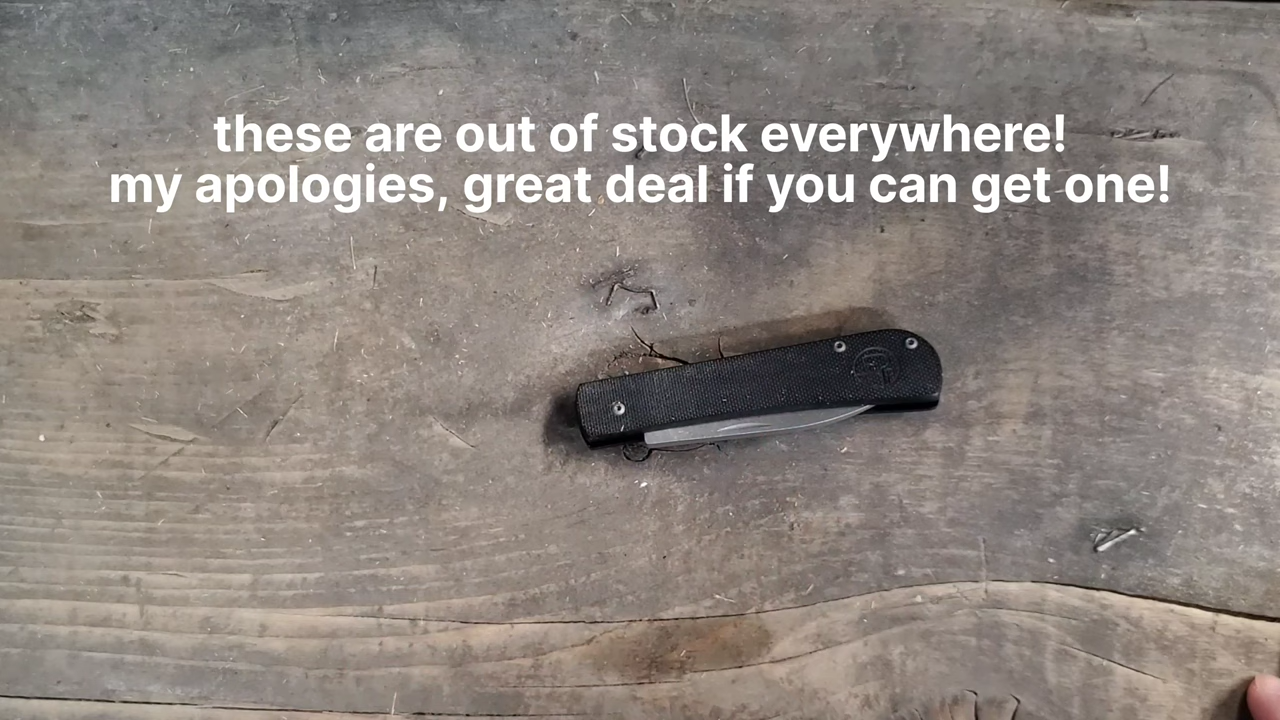 these are out of stock everywhere!
my apologies, great deal if you can get one!